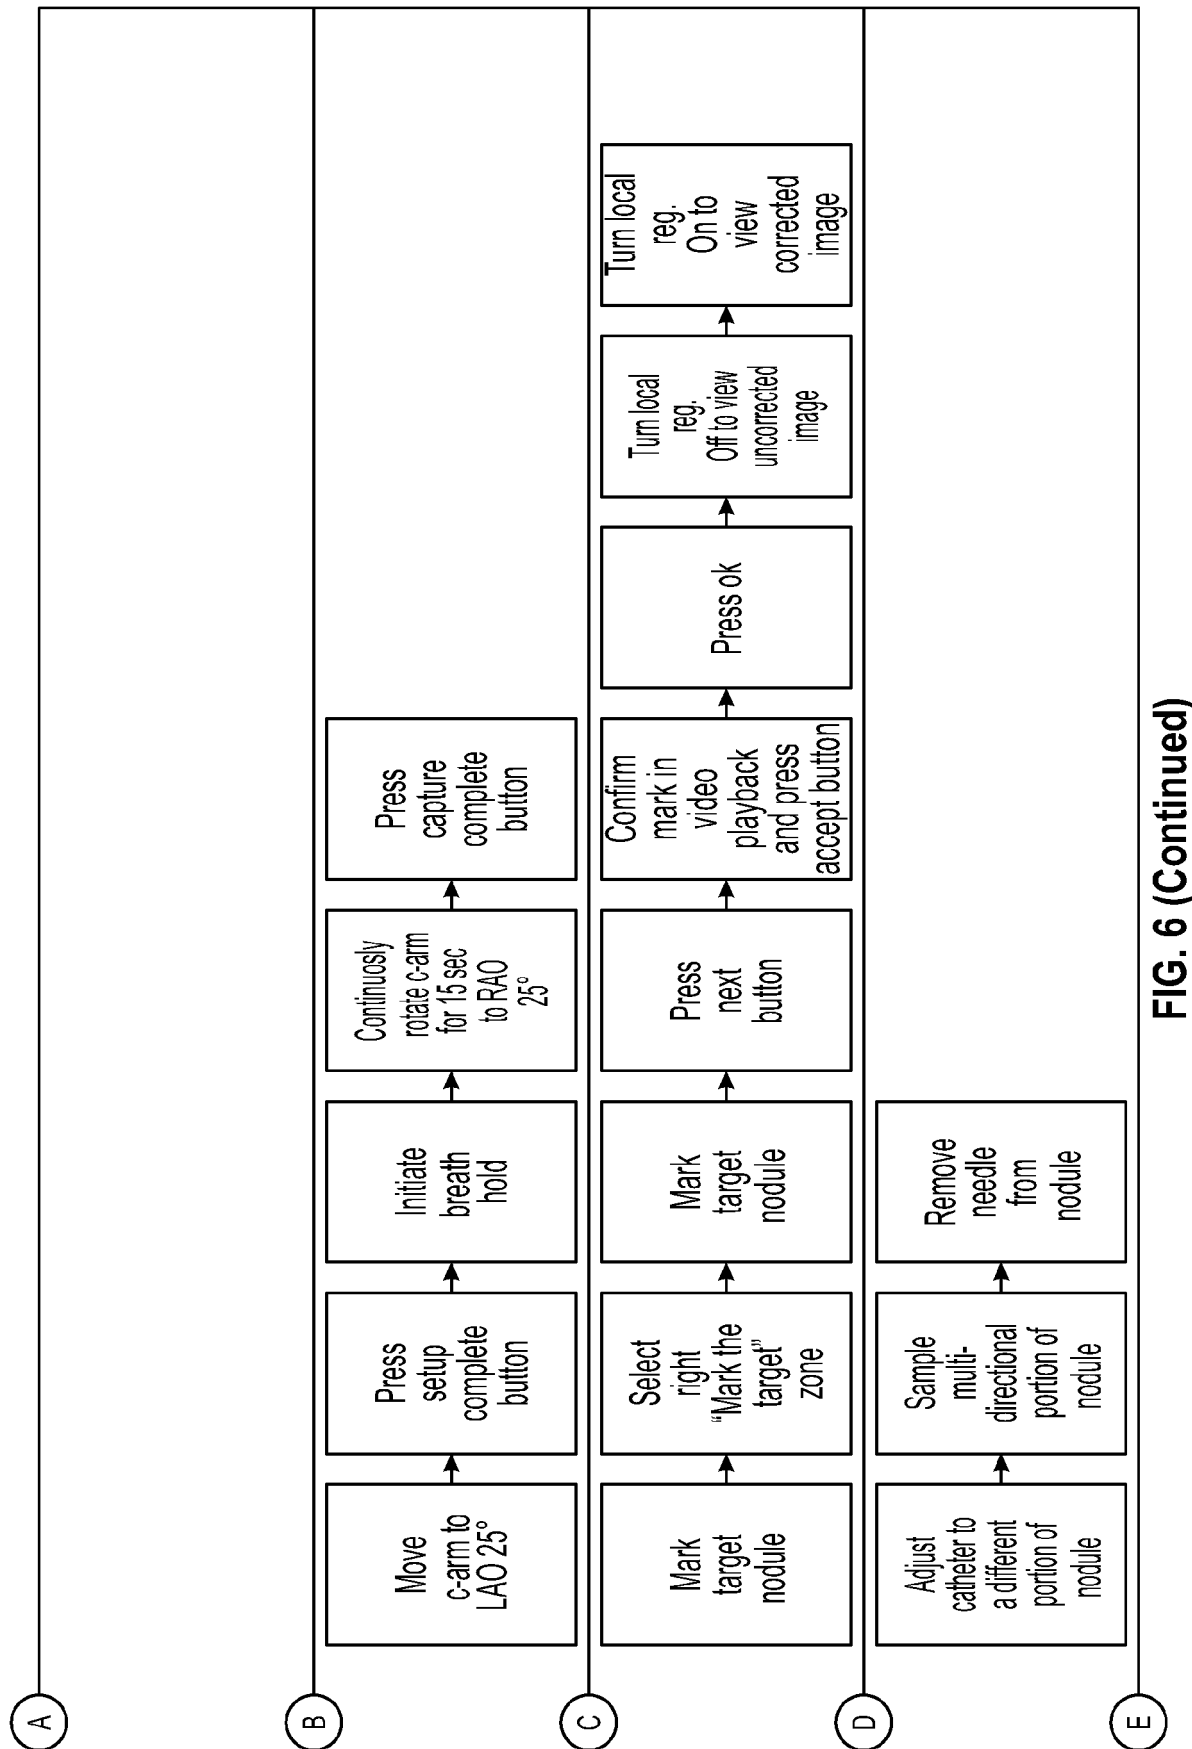 A
B
Move
c-arm to
LAO 25°
Press
setup
complete
button
Initiate
breath
hold
Continuosly
rotate c-arm
for 15 sec
to RAO
25°
Press
capture
complete
button
C
Mark
target
nodule
Select
right
“Mark the
target”
zone
Mark
target
nodule
Press
next
button
Confirm
mark in
video
playback
and press
accept button
Press ok
Turn local
reg.
Off to view
uncorrected
image
Turn local
reg.
On to
view
corrected
image
D
Adjust
catheter to
a different
portion of
nodule
Sample
multi-
directional
portion of
nodule
Remove
needle
from
nodule
E
FIG. 6 (Continued)